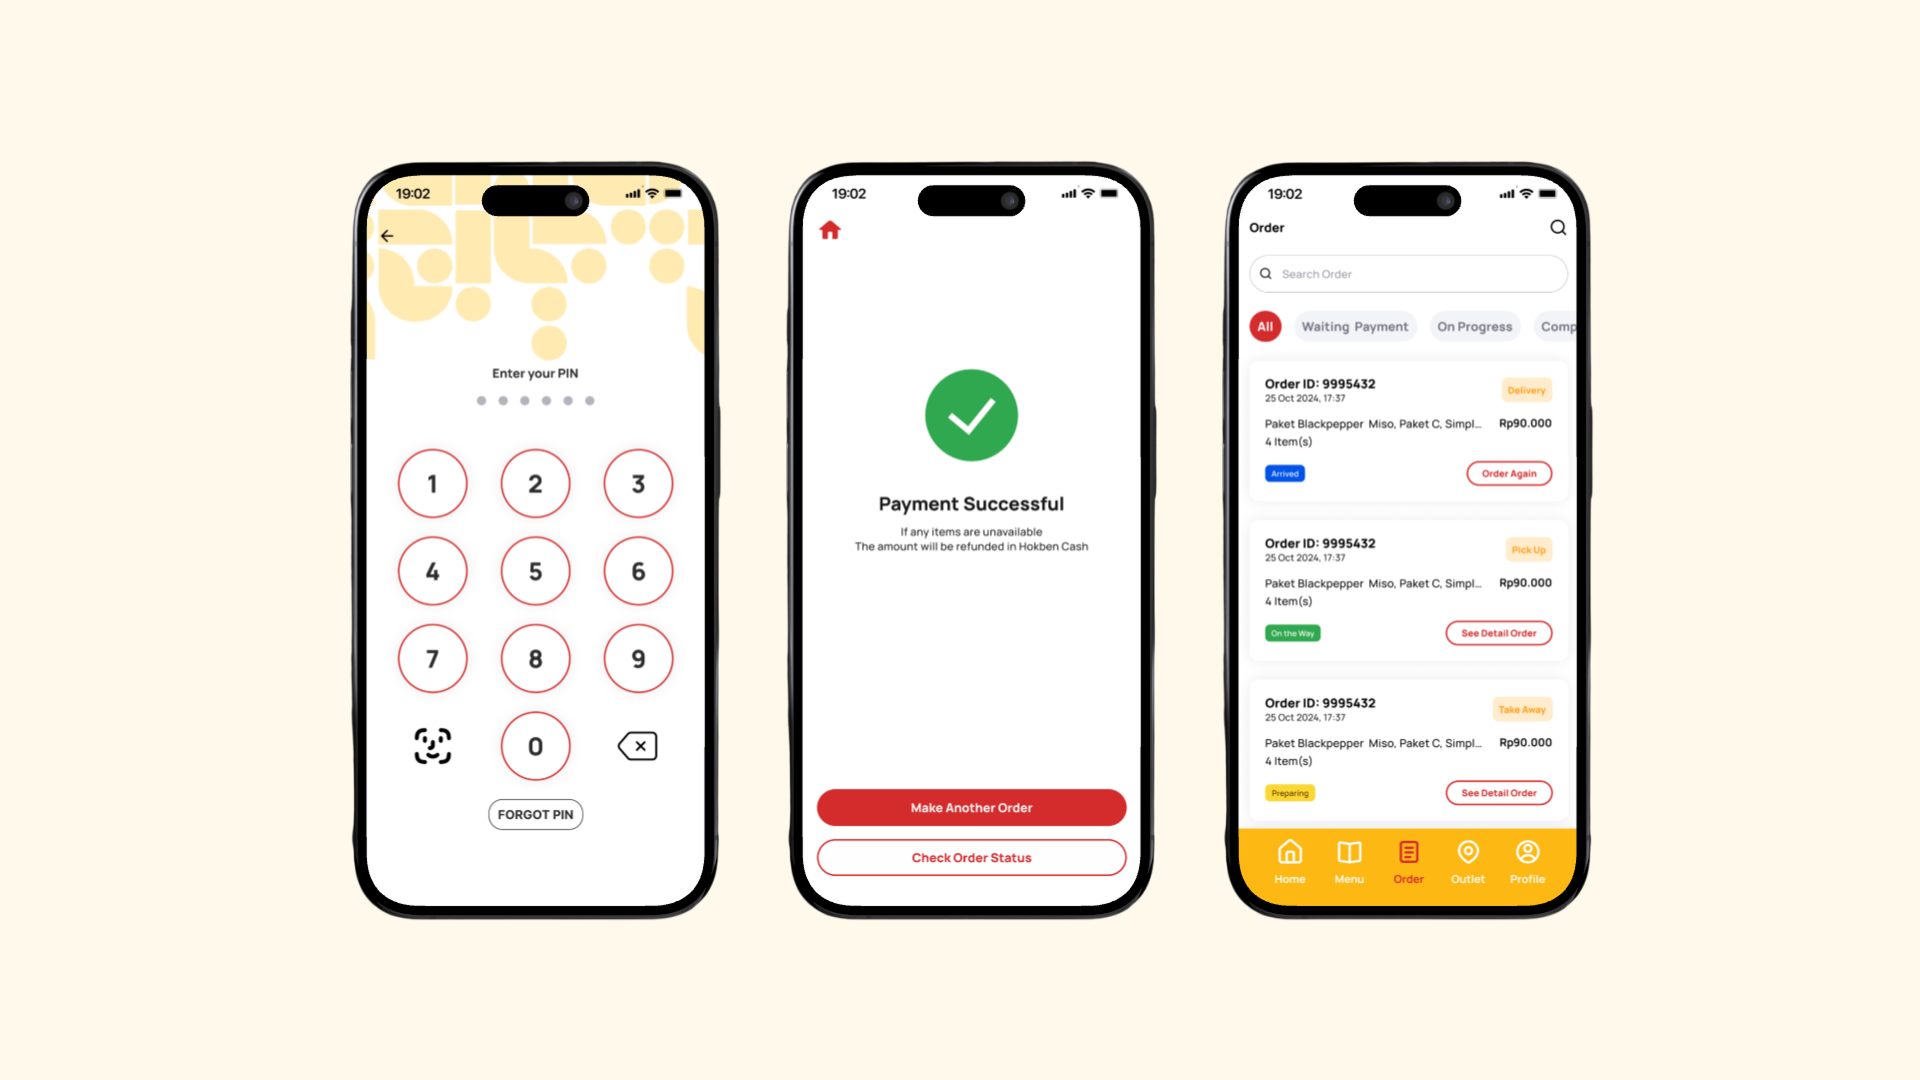 19:02
Enter your PIN
1 2 3
4 5 6
7 8 9
0
FORGOT PIN
19:02
Payment Successful
If any items are unavailable
The amount will be refunded in Hokben Cash
Make Another Order
Check Order Status
19:02
Order
Search Order
All Waiting Payment On Progress Comp
Order ID: 9995432
25 Oct 2024, 17:37
Delivery
Paket Blackpepper Miso, Paket C, Simpl... Rp90.000
4 Item(s)
Arrived Order Again
Order ID: 9995432
25 Oct 2024, 17:37
Pick Up
Paket Blackpepper Miso, Paket C, Simpl... Rp90.000
4 Item(s)
On the Way See Detail Order
Order ID: 9995432
25 Oct 2024, 17:37
Take Away
Paket Blackpepper Miso, Paket C, Simpl... Rp90.000
4 Item(s)
Preparing See Detail Order
Home Menu Order Outlet Profile